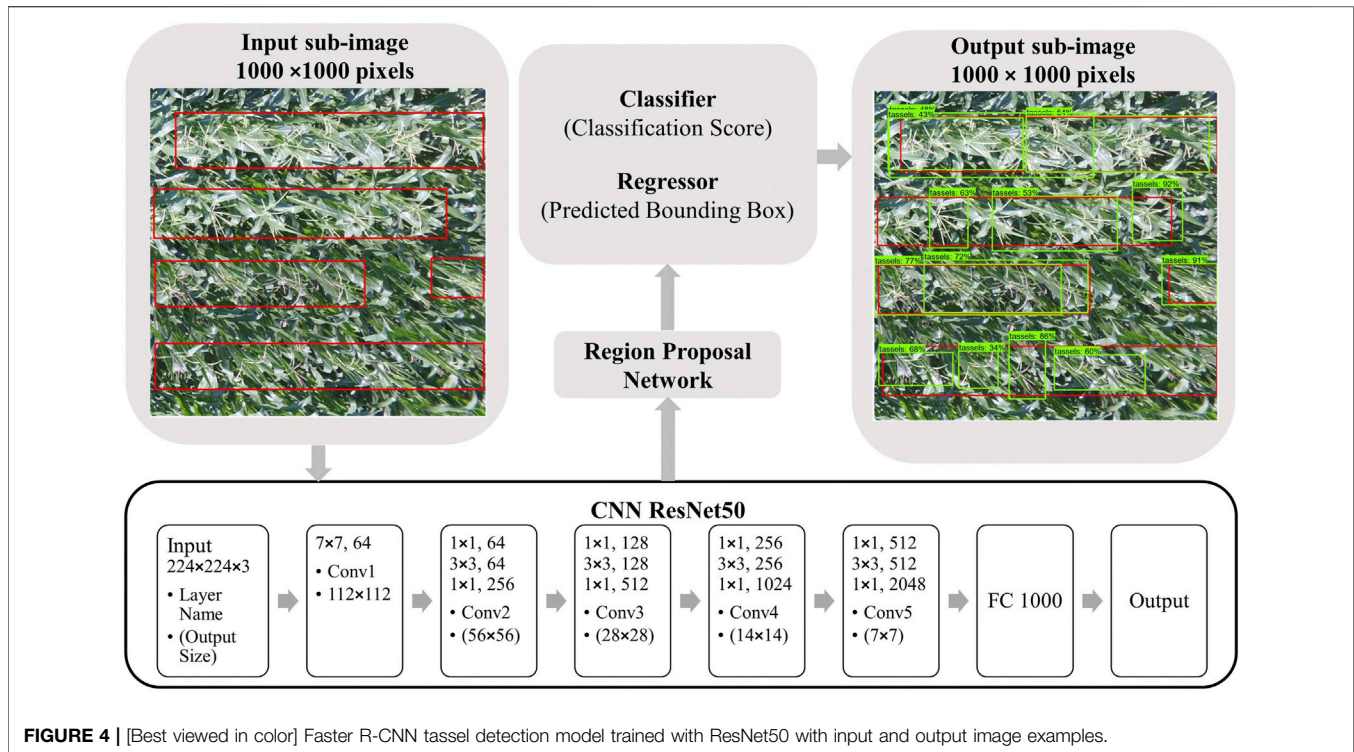 Input sub-image
1000 ×1000 pixels
Classifier
(Classification Score)
Regressor
(Predicted Bounding Box)
Output sub-image
1000 × 1000 pixels
tassels: 48%
tassels: 43%
tassels: 54%
tassels: 63%
tassels: 53%
tassels: 92%
tassels: 77%
tassels: 72%
tassels: 91%
tassels: 68%
tassels: 34%
tassels: 86%
tassels: 60%
Region Proposal
Network
CNN ResNet50
Input
224×224×3
• Layer
Name
• (Output
Size)
7×7, 64
• Conv1
• 112×112
1×1, 64
3×3, 64
1×1, 256
• Conv2
• (56×56)
1×1, 128
3×3, 128
1×1, 512
• Conv3
• (28×28)
1×1, 256
3×3, 256
1×1, 1024
• Conv4
• (14×14)
1×1, 512
3×3, 512
1×1, 2048
• Conv5
• (7×7)
FC 1000
Output
FIGURE 4 | [Best viewed in color] Faster R-CNN tassel detection model trained with ResNet50 with input and output image examples.